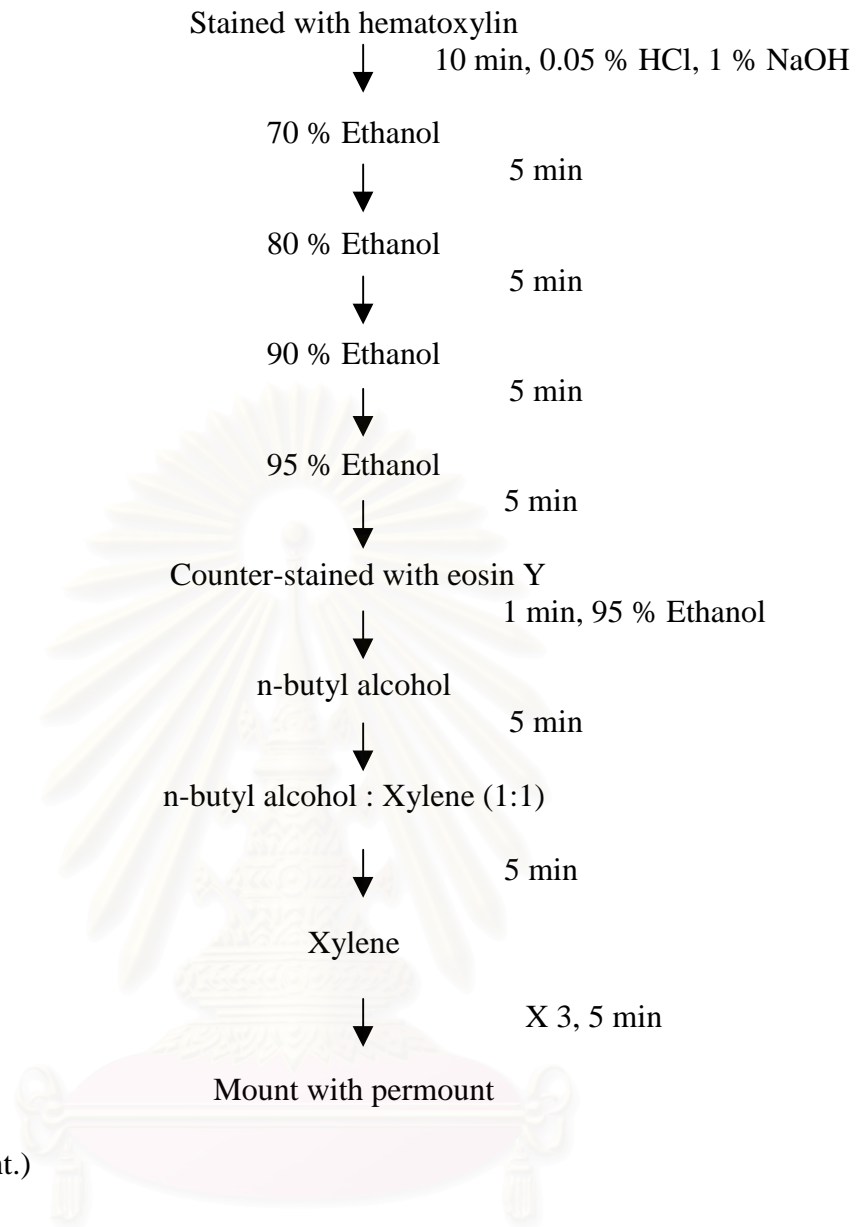 Stained with hematoxylin
10 min, 0.05 % HCl, 1 % NaOH
70 % Ethanol
5 min
80 % Ethanol
5 min
90 % Ethanol
5 min
95 % Ethanol
5 min
Counter-stained with eosin Y
1 min, 95 % Ethanol
n-butyl alcohol
5 min
n-butyl alcohol : Xylene (1:1)
5 min
Xylene
X 3, 5 min
Mount with permount